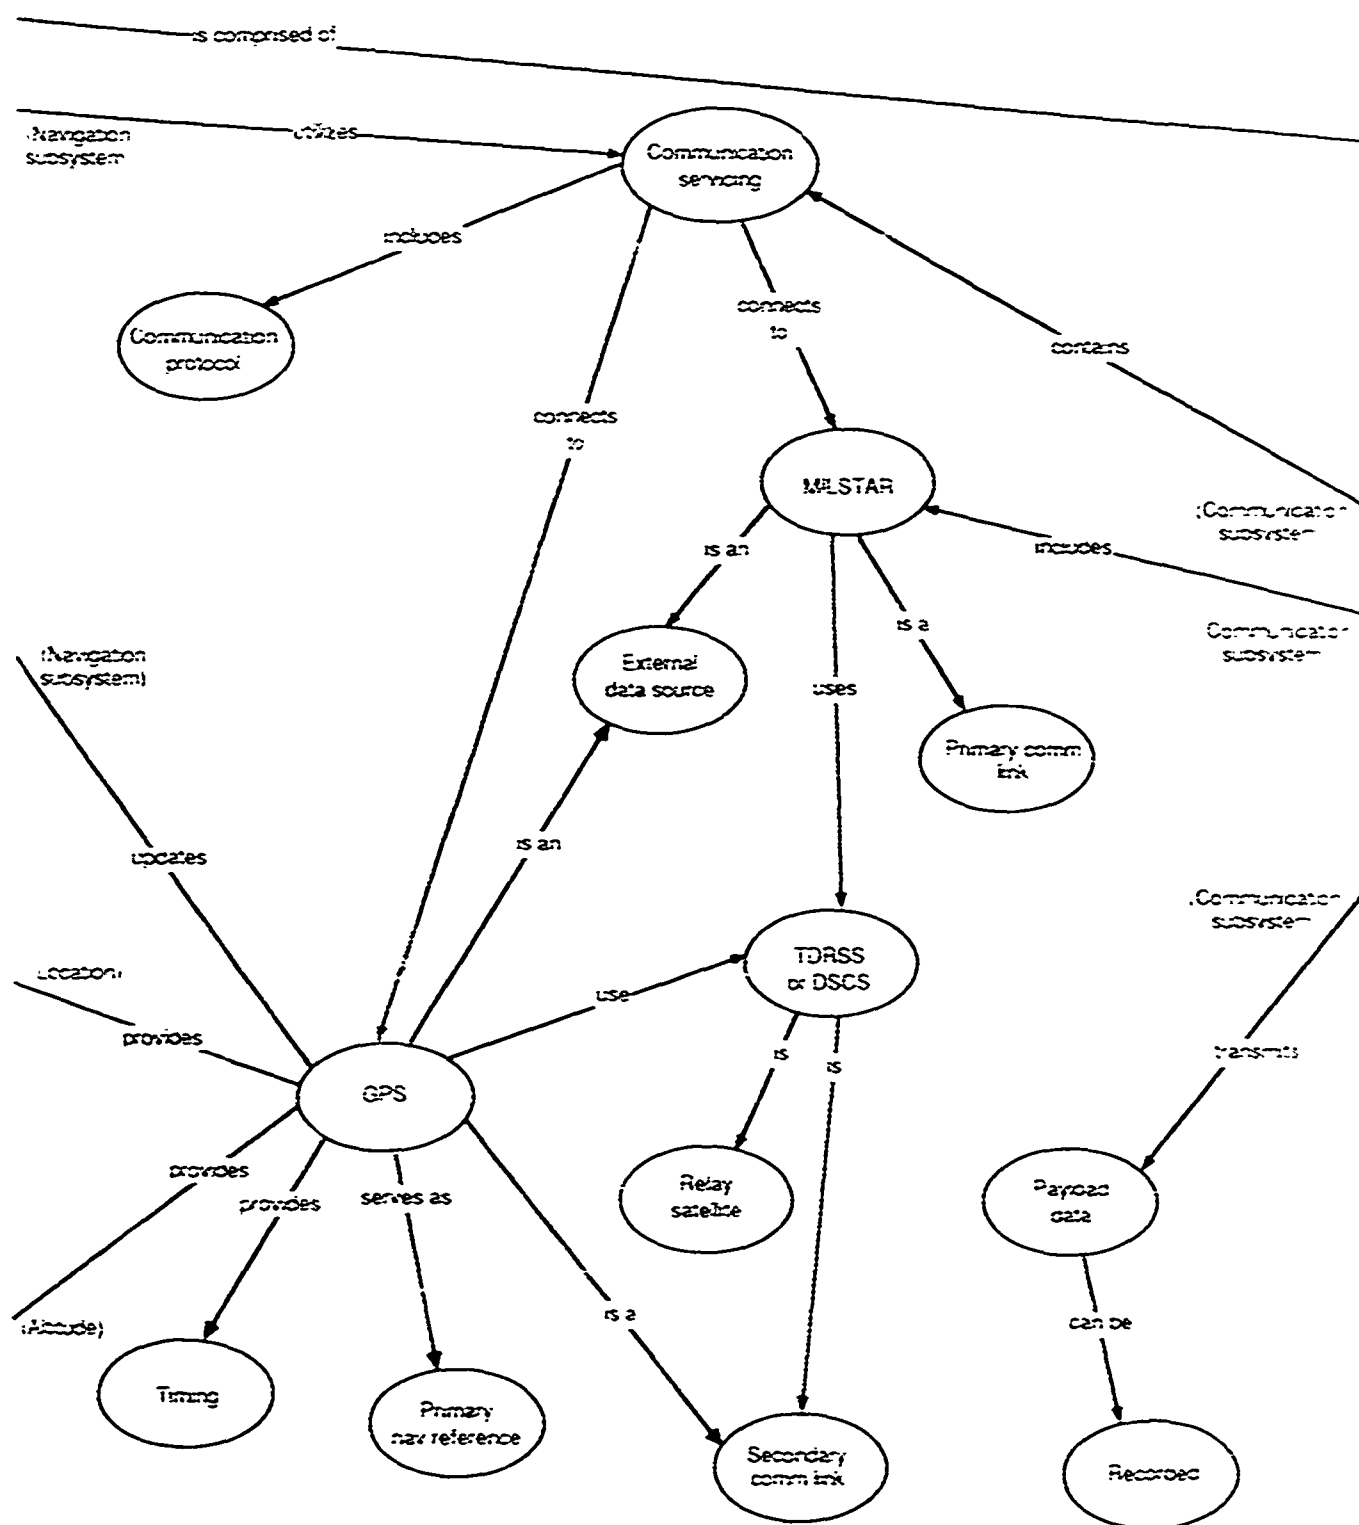 is comprised of
(Navigation
subsystem
utilizes
Communication
servicing
includes
connects
to
Communication
protocol
contains
connects
to
MILSTAR
(Communication
subsystem
is an
includes
is a
Communication
subsystem
(Navigation
subsystem)
External
data source
uses
Primary comm
link
is an
updates
(Communication
subsystem
Location)
TDRSS
or DSCS
use
provides
is
is
transmits
GPS
provides
provides
serves as
Relay
satellite
Payload
data
is a
can be
(Altitude)
Timing
Primary
nav reference
Secondary
comm link
Recorded